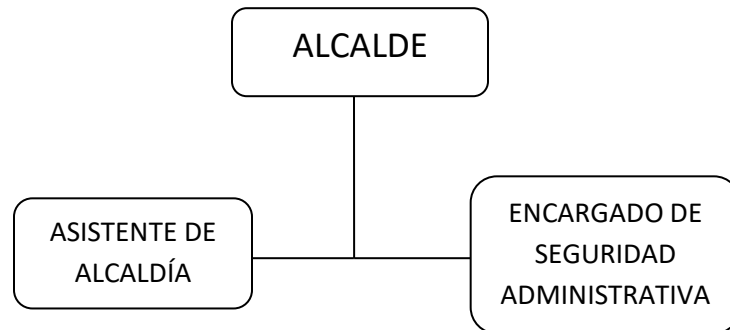 ALCALDE
ASISTENTE DE
ALCALDÍA
ENCARGADO DE
SEGURIDAD
ADMINISTRATIVA